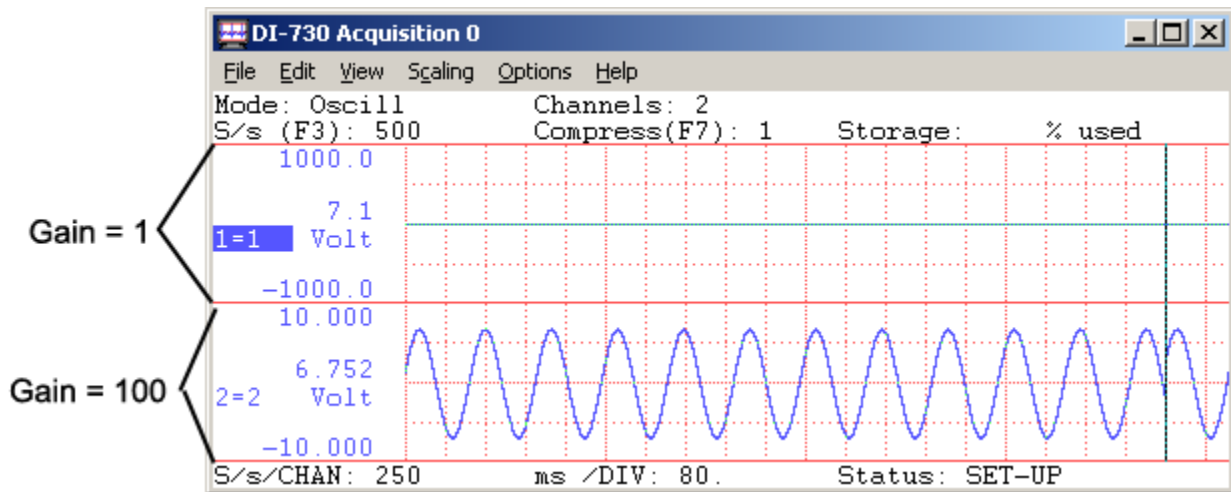 DI-730 Acquisition 0
File Edit View Scaling Options Help
Mode: Oscill Channels: 2
S/s (F3): 500 Compress(F7): 1 Storage: % used
1000.0
7.1
Gain = 1
1=1 Volt
-1000.0
10.000
6.752
Gain = 100
2=2 Volt
-10.000
S/s/CHAN: 250 ms /DIV: 80. Status: SET-UP